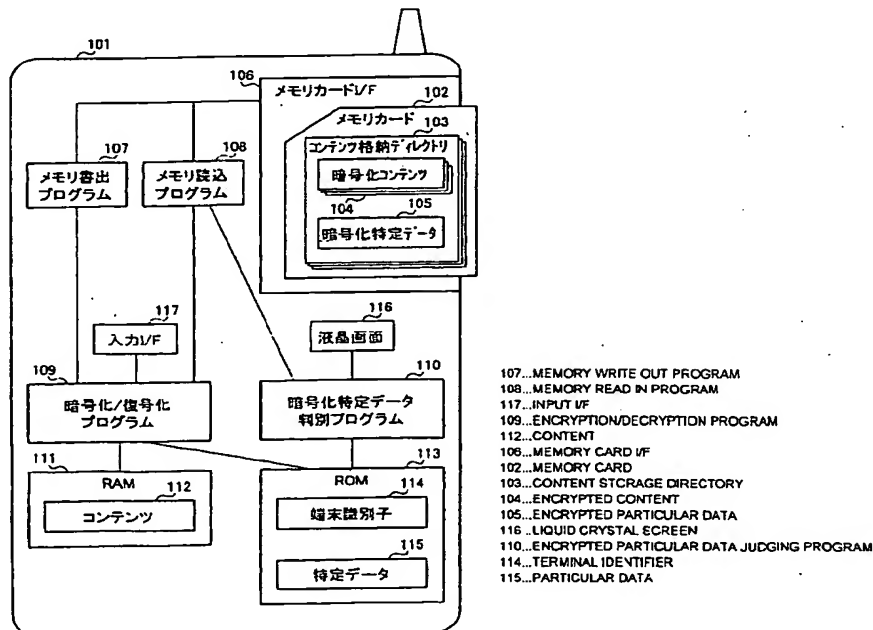 101
106
メモリカードI/F
102
メモリカード
103
コンテンツ格納ディレクトリ
暗号化コンテンツ
104
105
暗号化特定データ
107
メモリ書出
プログラム
108
メモリ読込
プログラム
117
入力I/F
116
液晶画面
109
暗号化/復号化
プログラム
110
暗号化特定データ
判別プログラム
111
RAM
112
コンテンツ
113
ROM
114
端末識別子
115
特定データ
107...MEMORY WRITE OUT PROGRAM
108...MEMORY READ IN PROGRAM
117...INPUT I/F
109...ENCRYPTION/DECRYPTION PROGRAM
112...CONTENT
106...MEMORY CARD I/F
102...MEMORY CARD
103...CONTENT STORAGE DIRECTORY
104...ENCRYPTED CONTENT
105...ENCRYPTED PARTICULAR DATA
116...LIQUID CRYSTAL SCREEN
110...ENCRYPTED PARTICULAR DATA JUDGING PROGRAM
114...TERMINAL IDENTIFIER
115...PARTICULAR DATA